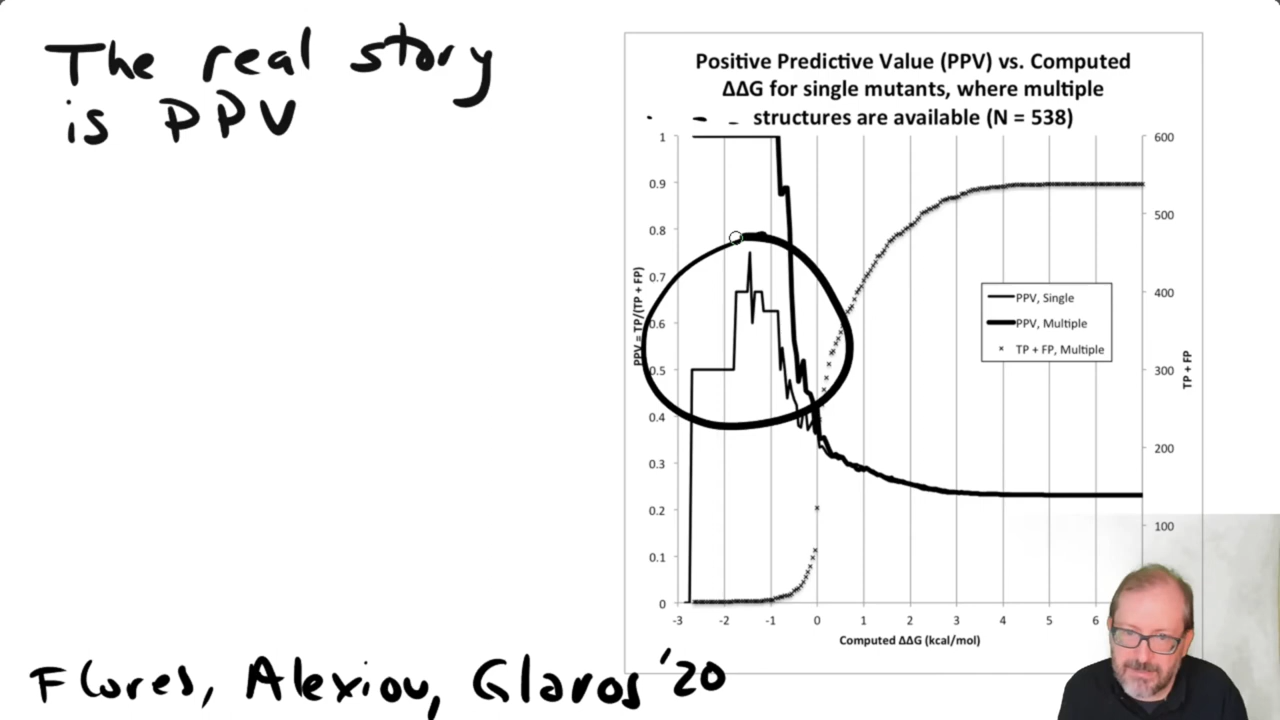 The real story
is PPV
Positive Predictive Value (PPV) vs. Computed
ΔΔG for single mutants, where multiple
structures are available (N = 538)
1
0.9
0.8
0.7
0.6
0.5
0.4
0.3
0.2
0.1
0
PPV = TP/(TP + FP)
600
500
400
300
200
100
TP + FP
PPV, Single
PPV, Multiple
TP + FP, Multiple
-3 -2 -1 0 1 2 3 4 5 6
Computed ΔΔG (kcal/mol)
Flores, Alexiou, Glaros '20